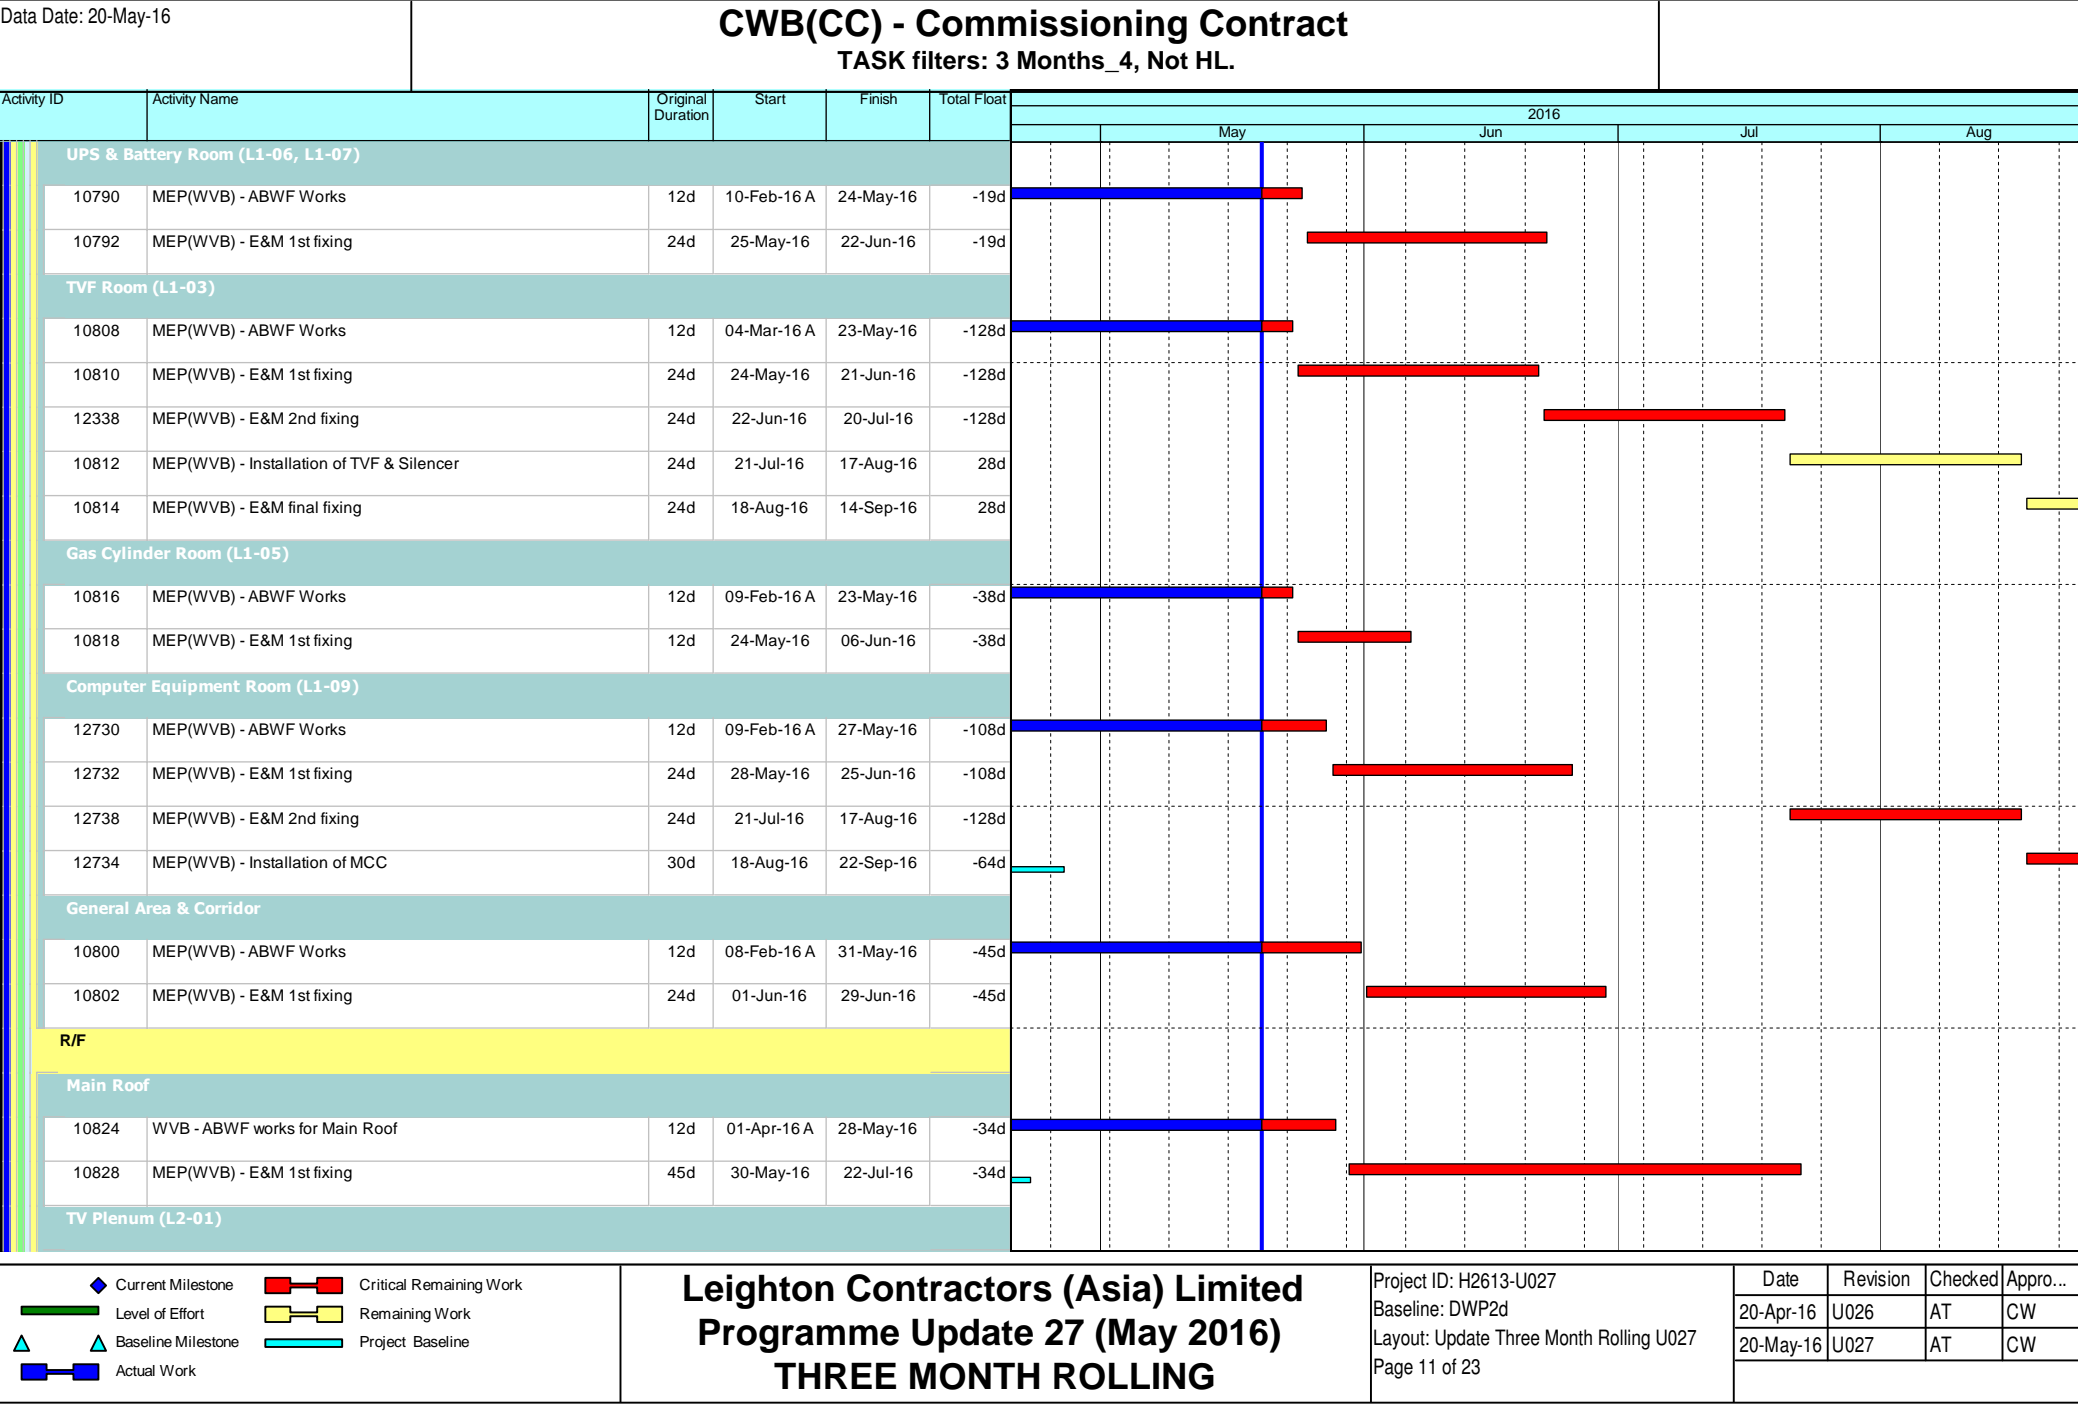 Data Date: 20-May-16
CWB(CC) - Commissioning Contract
TASK filters: 3 Months_4, Not HL.
Activity ID Activity Name Original Duration Start Finish Total Float
2016
May Jun Jul Aug
UPS & Battery Room (L1-06, L1-07)
10790 MEP(WVB) - ABWF Works 12d 10-Feb-16 A 24-May-16 -19d
10792 MEP(WVB) - E&M 1st fixing 24d 25-May-16 22-Jun-16 -19d
TVF Room (L1-03)
10808 MEP(WVB) - ABWF Works 12d 04-Mar-16 A 23-May-16 -128d
10810 MEP(WVB) - E&M 1st fixing 24d 24-May-16 21-Jun-16 -128d
12338 MEP(WVB) - E&M 2nd fixing 24d 22-Jun-16 20-Jul-16 -128d
10812 MEP(WVB) - Installation of TVF & Silencer 24d 21-Jul-16 17-Aug-16 28d
10814 MEP(WVB) - E&M final fixing 24d 18-Aug-16 14-Sep-16 28d
Gas Cylinder Room (L1-05)
10816 MEP(WVB) - ABWF Works 12d 09-Feb-16 A 23-May-16 -38d
10818 MEP(WVB) - E&M 1st fixing 12d 24-May-16 06-Jun-16 -38d
Computer Equipment Room (L1-09)
12730 MEP(WVB) - ABWF Works 12d 09-Feb-16 A 27-May-16 -108d
12732 MEP(WVB) - E&M 1st fixing 24d 28-May-16 25-Jun-16 -108d
12738 MEP(WVB) - E&M 2nd fixing 24d 21-Jul-16 17-Aug-16 -128d
12734 MEP(WVB) - Installation of MCC 30d 18-Aug-16 22-Sep-16 -64d
General Area & Corridor
10800 MEP(WVB) - ABWF Works 12d 08-Feb-16 A 31-May-16 -45d
10802 MEP(WVB) - E&M 1st fixing 24d 01-Jun-16 29-Jun-16 -45d
R/F
Main Roof
10824 WVB - ABWF works for Main Roof 12d 01-Apr-16 A 28-May-16 -34d
10828 MEP(WVB) - E&M 1st fixing 45d 30-May-16 22-Jul-16 -34d
TV Plenum (L2-01)
Current Milestone Critical Remaining Work
Level of Effort Remaining Work
Baseline Milestone Project Baseline
Actual Work
Leighton Contractors (Asia) Limited
Programme Update 27 (May 2016)
THREE MONTH ROLLING
Project ID: H2613-U027
Baseline: DWP2d
Layout: Update Three Month Rolling U027
Page 11 of 23
Date Revision Checked Appro...
20-Apr-16 U026 AT CW
20-May-16 U027 AT CW